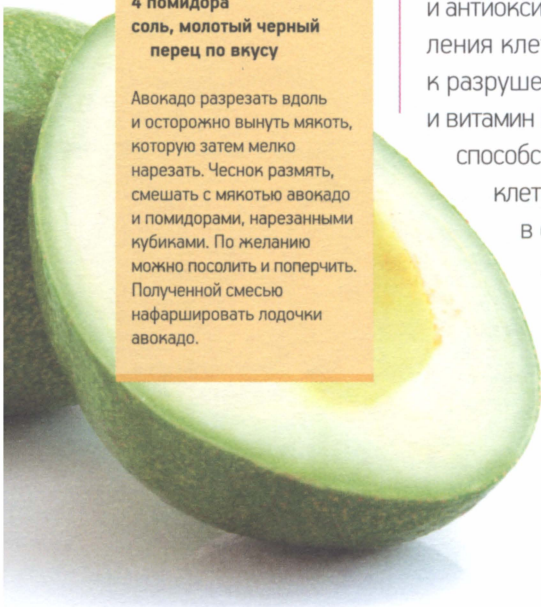 4 помидора
соль, молотый черный
перец по вкусу
Авокадо разрезать вдоль
и осторожно вынуть мякоть,
которую затем мелко
нарезать. Чеснок размять,
смешать с мякотью авокадо
и помидорами, нарезанными
кубиками. По желанию
можно посолить и поперчить.
Полученной смесью
нафаршировать лодочки
авокадо.
и антиокси
ления кле
к разруше
и витамин
способс
клет
в